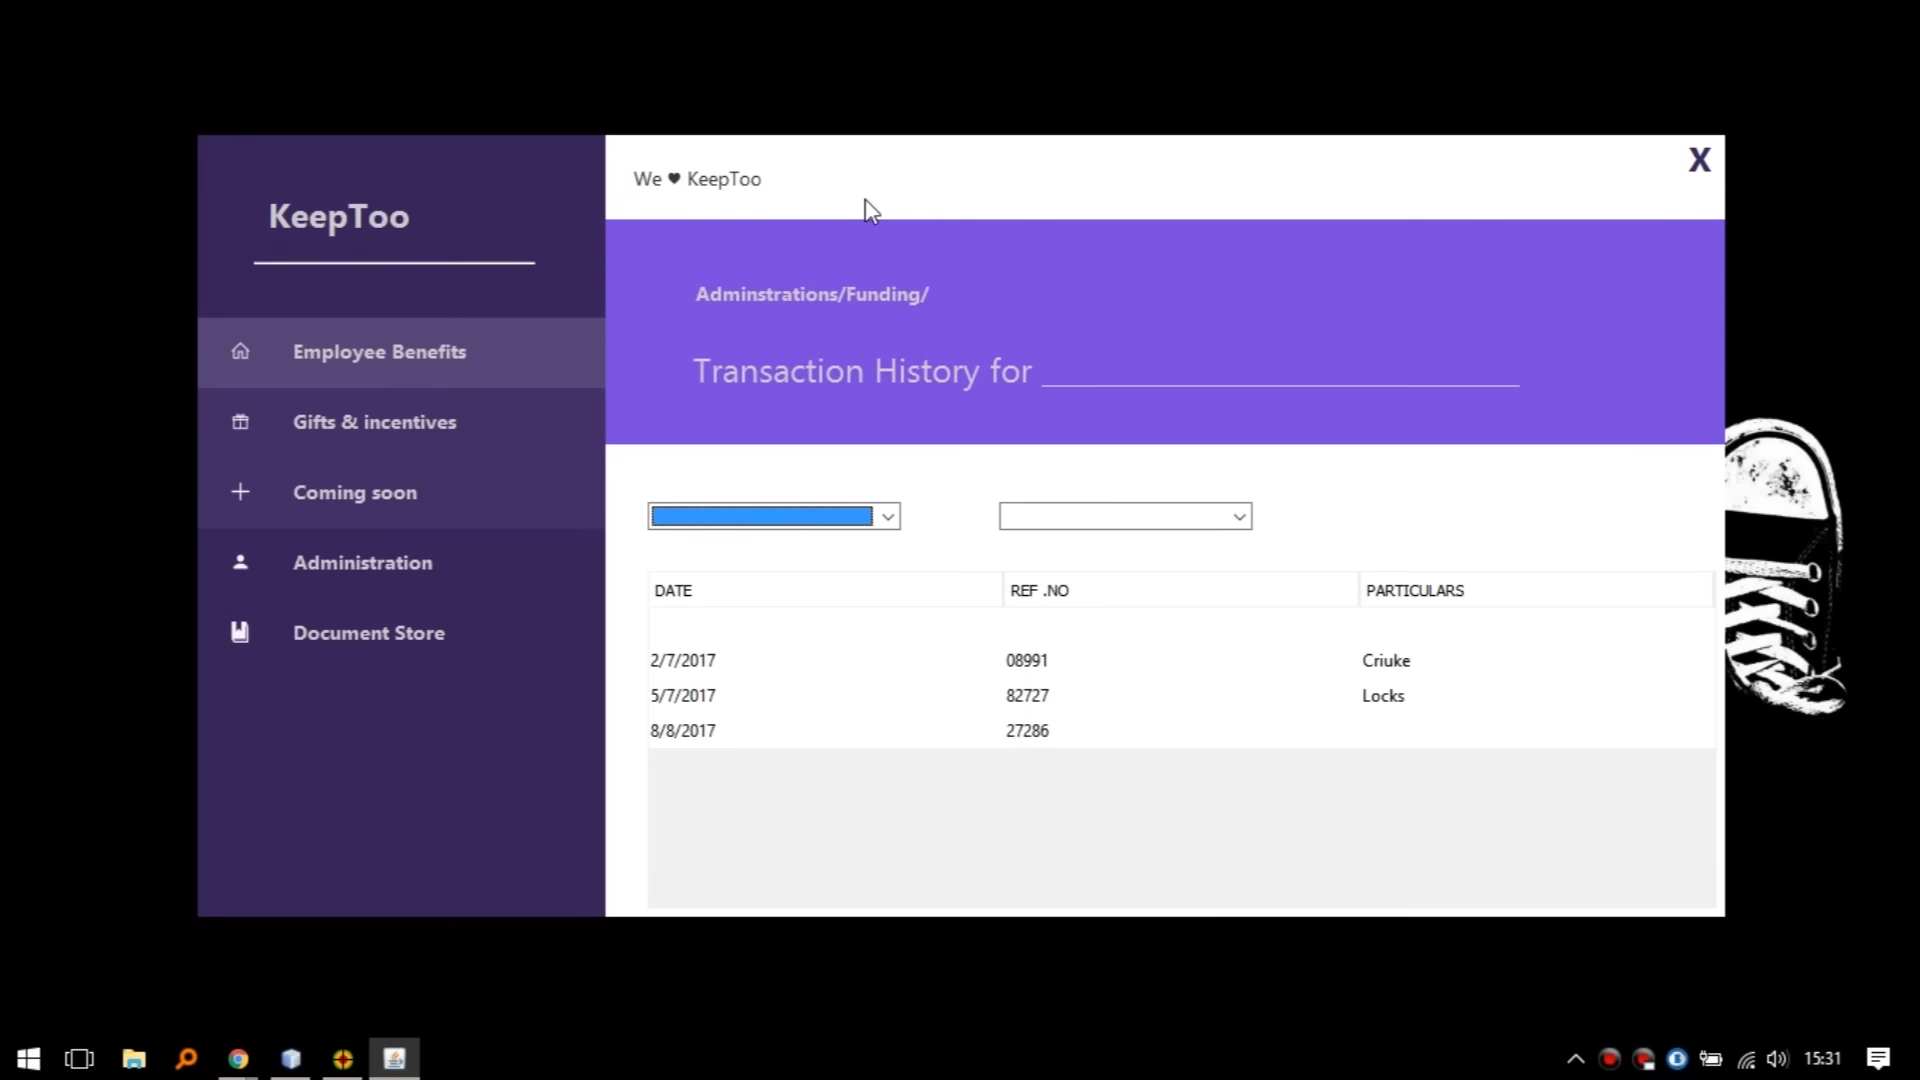 KeepToo
Employee Benefits
Gifts & incentives
Coming soon
Administration
Document Store
We ♥ KeepToo
X
Adminstrations/Funding/
Transaction History for ______________________________
DATE REF .NO PARTICULARS
2/7/2017 08991 Criuke
5/7/2017 82727 Locks
8/8/2017 27286
15:31